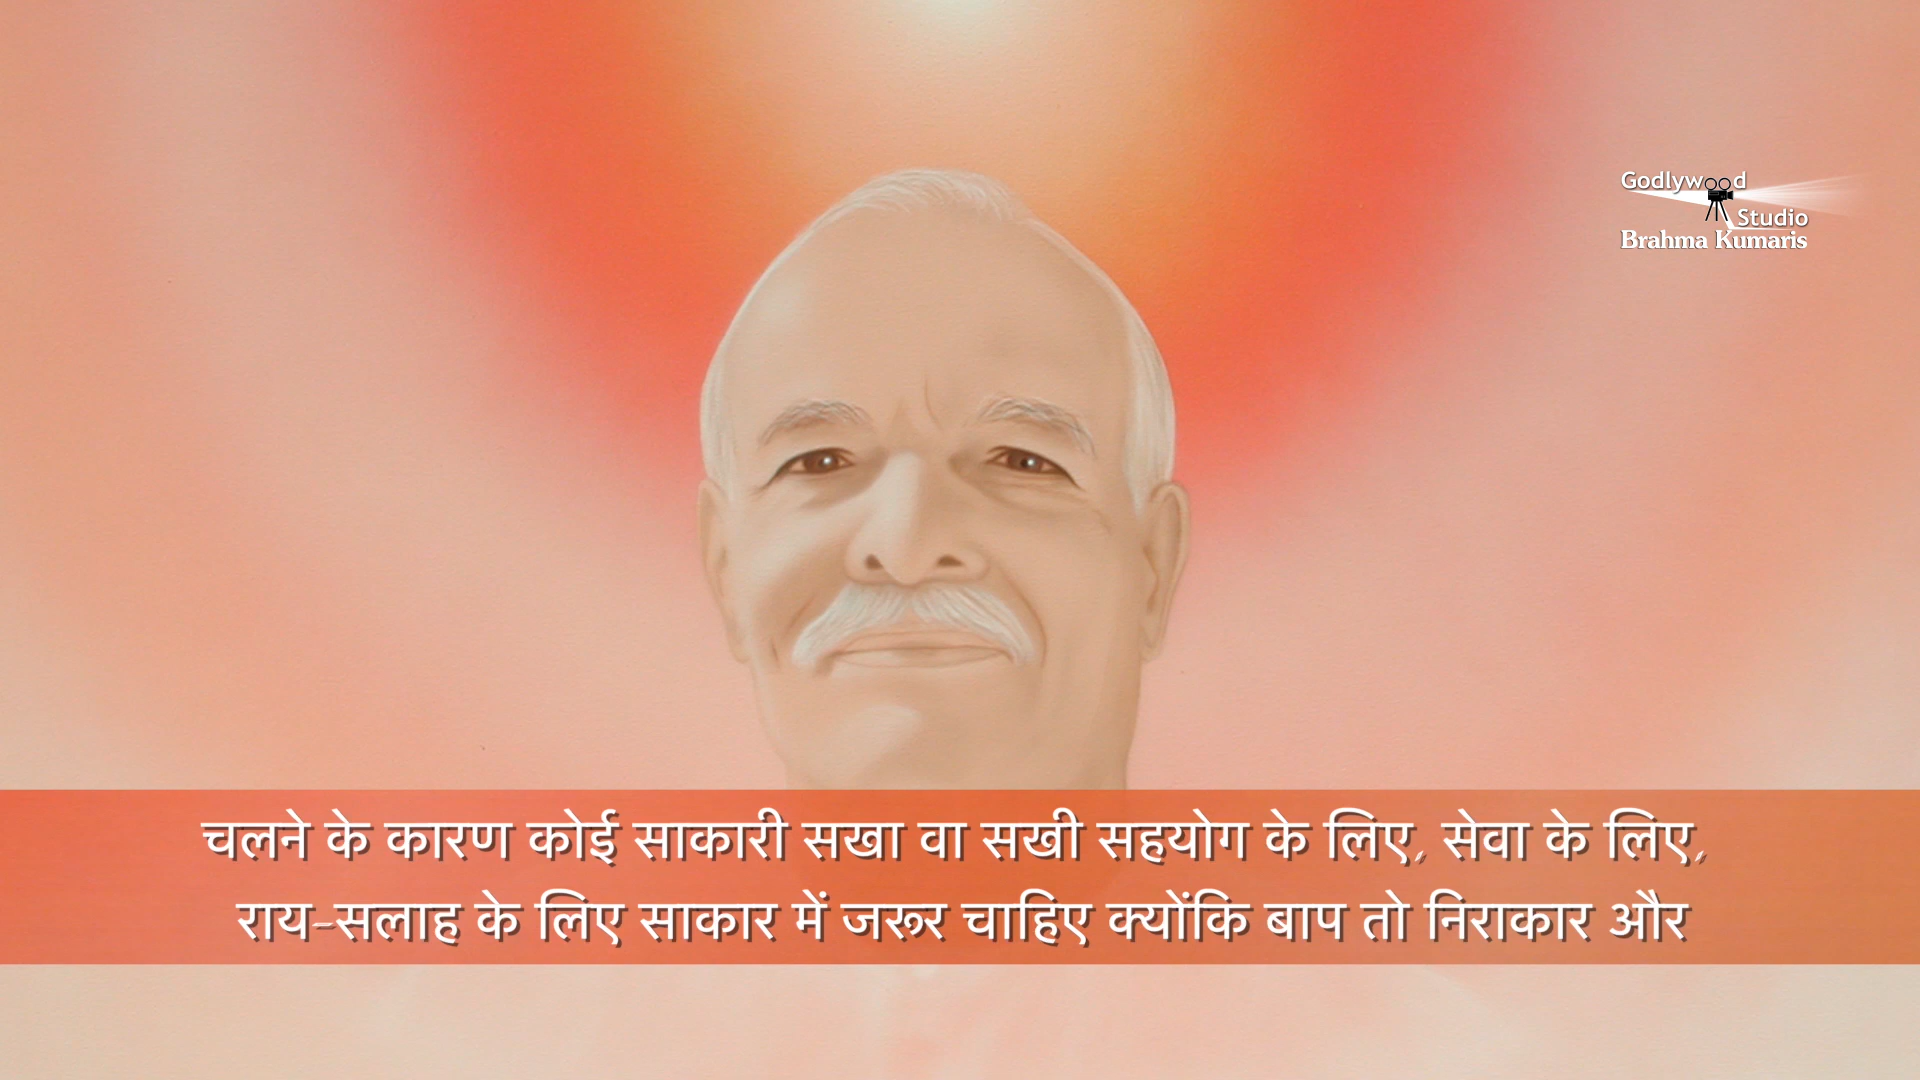 Godlywood
Studio
Brahma Kumaris
चलने के कारण कोई साकारी सखा वा सखी सहयोग के लिए, सेवा के लिए,
राय-सलाह के लिए साकार में जरूर चाहिए क्योंकि बाप तो निराकार और